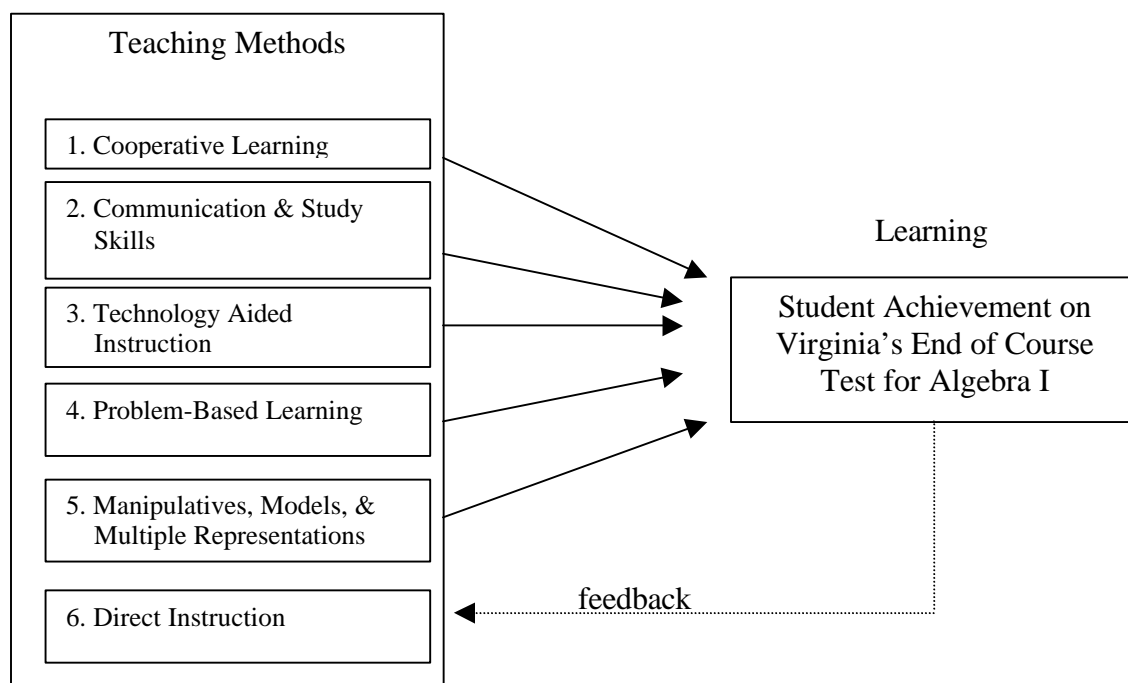 Teaching Methods
1. Cooperative Learning
2. Communication & Study
Skills
3. Technology Aided
Instruction
4. Problem-Based Learning
5. Manipulatives, Models, &
Multiple Representations
6. Direct Instruction
Learning
Student Achievement on
Virginia’s End of Course
Test for Algebra I
feedback